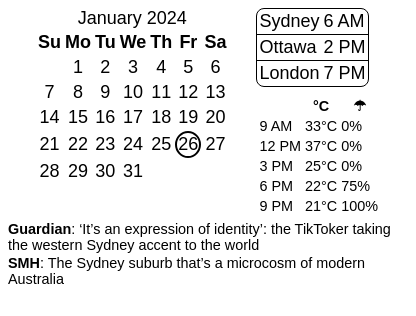 January 2024
Su Mo Tu We Th Fr Sa
1 2 3 4 5 6
7 8 9 10 11 12 13
14 15 16 17 18 19 20
21 22 23 24 25 26 27
28 29 30 31
Sydney 6 AM
Ottawa 2 PM
London 7 PM
°C ☂
9 AM 33°C 0%
12 PM 37°C 0%
3 PM 25°C 0%
6 PM 22°C 75%
9 PM 21°C 100%
Guardian: ‘It’s an expression of identity’: the TikToker taking
the western Sydney accent to the world
SMH: The Sydney suburb that’s a microcosm of modern
Australia